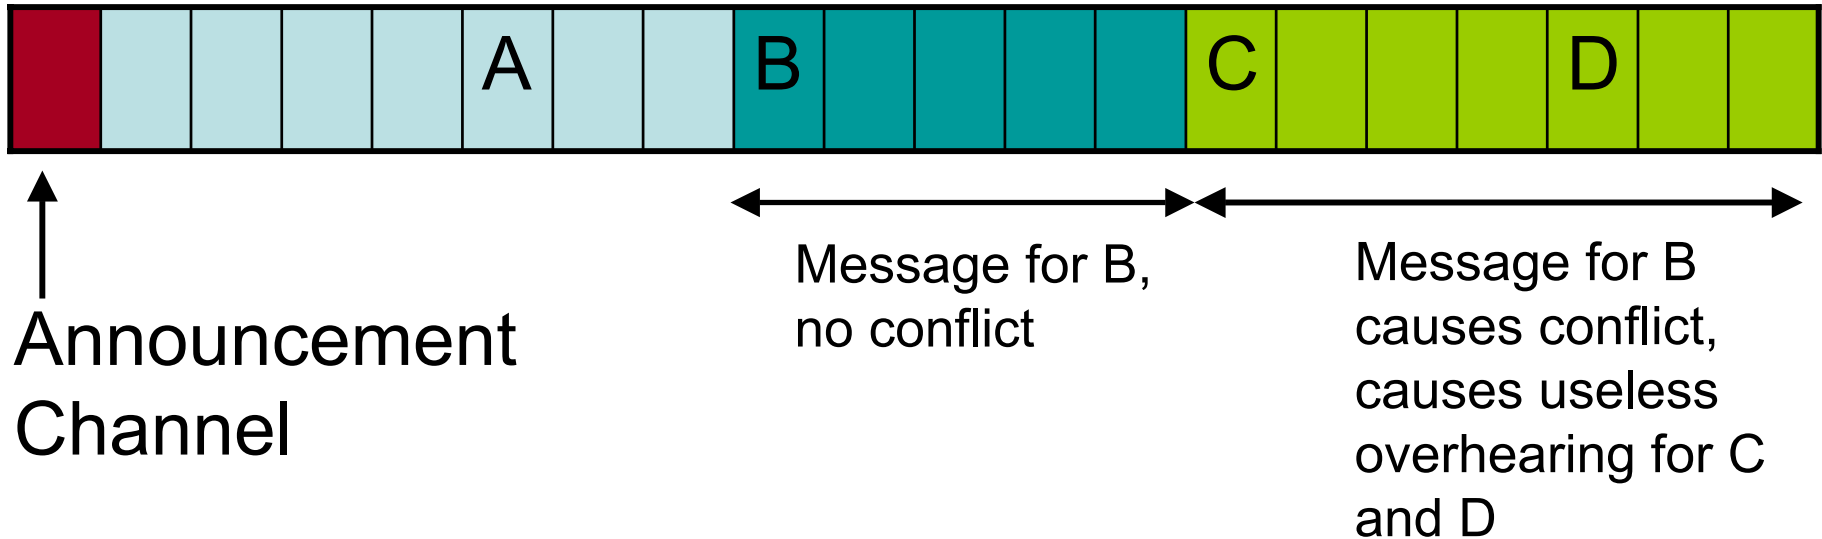 A B C D
Announcement
Channel
Message for B,
no conflict
Message for B
causes conflict,
causes useless
overhearing for C
and D